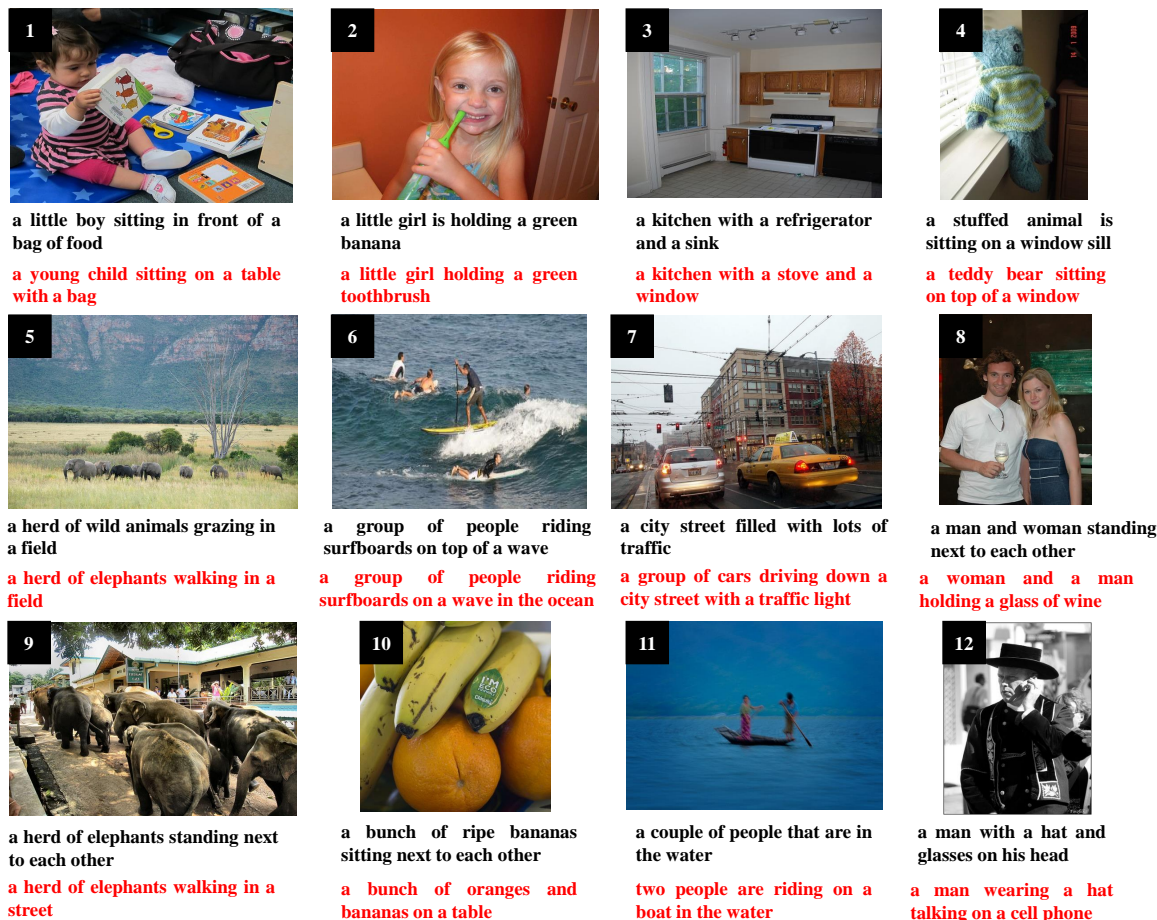 1
2
3
4
a little boy sitting in front of a
bag of food
a young child sitting on a table
with a bag
a little girl is holding a green
banana
a little girl holding a green
toothbrush
a kitchen with a refrigerator
and a sink
a kitchen with a stove and a
window
a stuffed animal is
sitting on a window sill
a teddy bear sitting
on top of a window
5
6
7
8
a herd of wild animals grazing in
a field
a herd of elephants walking in a
field
a group of people riding
surfboards on top of a wave
a group of people riding
surfboards on a wave in the ocean
a city street filled with lots of
traffic
a group of cars driving down a
city street with a traffic light
a man and woman standing
next to each other
a woman and a man
holding a glass of wine
9
10
I'M
ECO
11
12
a herd of elephants standing next
to each other
a herd of elephants walking in a
street
a bunch of ripe bananas
sitting next to each other
a bunch of oranges and
bananas on a table
a couple of people that are in
the water
two people are riding on a
boat in the water
a man with a hat and
glasses on his head
a man wearing a hat
talking on a cell phone